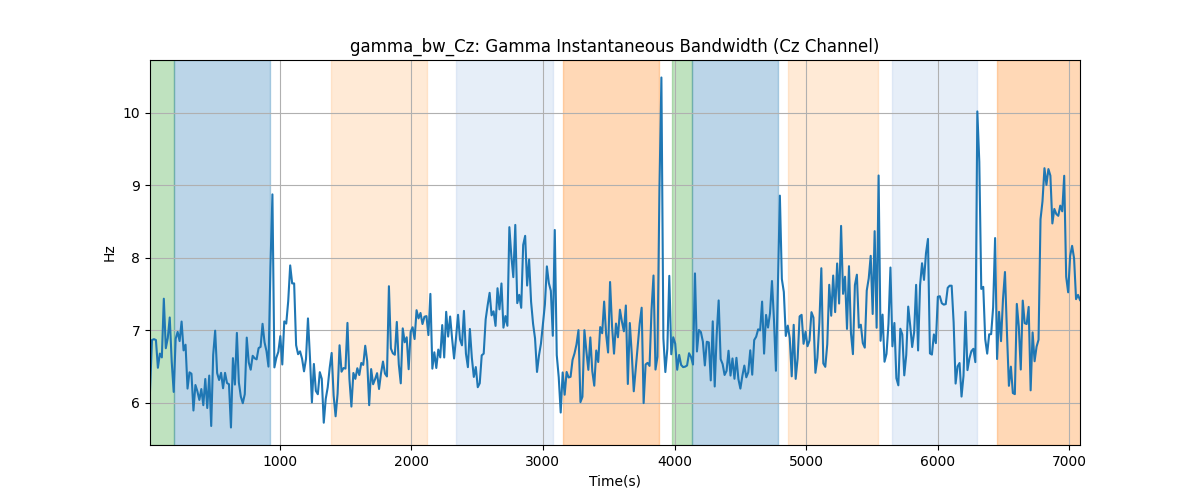 gamma_bw_Cz: Gamma Instantaneous Bandwidth (Cz Channel)
10
9
8
7
6
Hz
1000 2000 3000 4000 5000 6000 7000
Time(s)